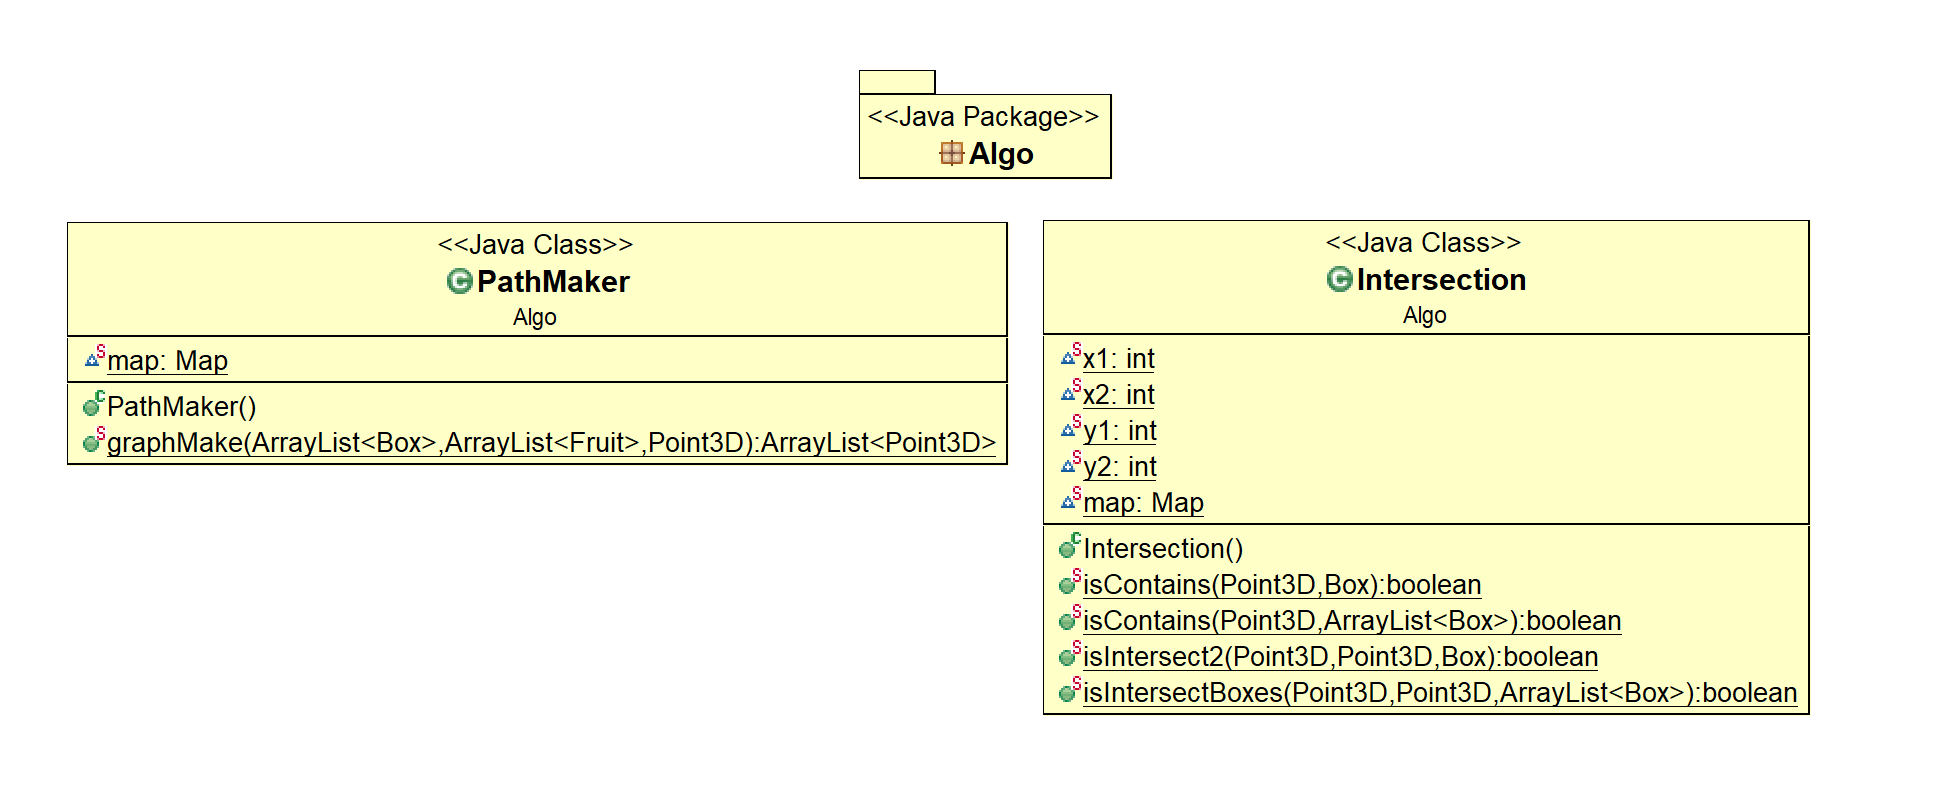 <<Java Package>>
Algo
<<Java Class>>
PathMaker
Algo
map: Map
PathMaker()
graphMake(ArrayList<Box>,ArrayList<Fruit>,Point3D):ArrayList<Point3D>
<<Java Class>>
Intersection
Algo
x1: int
x2: int
y1: int
y2: int
map: Map
Intersection()
isContains(Point3D,Box):boolean
isContains(Point3D,ArrayList<Box>):boolean
isIntersect2(Point3D,Point3D,Box):boolean
isIntersectBoxes(Point3D,Point3D,ArrayList<Box>):boolean